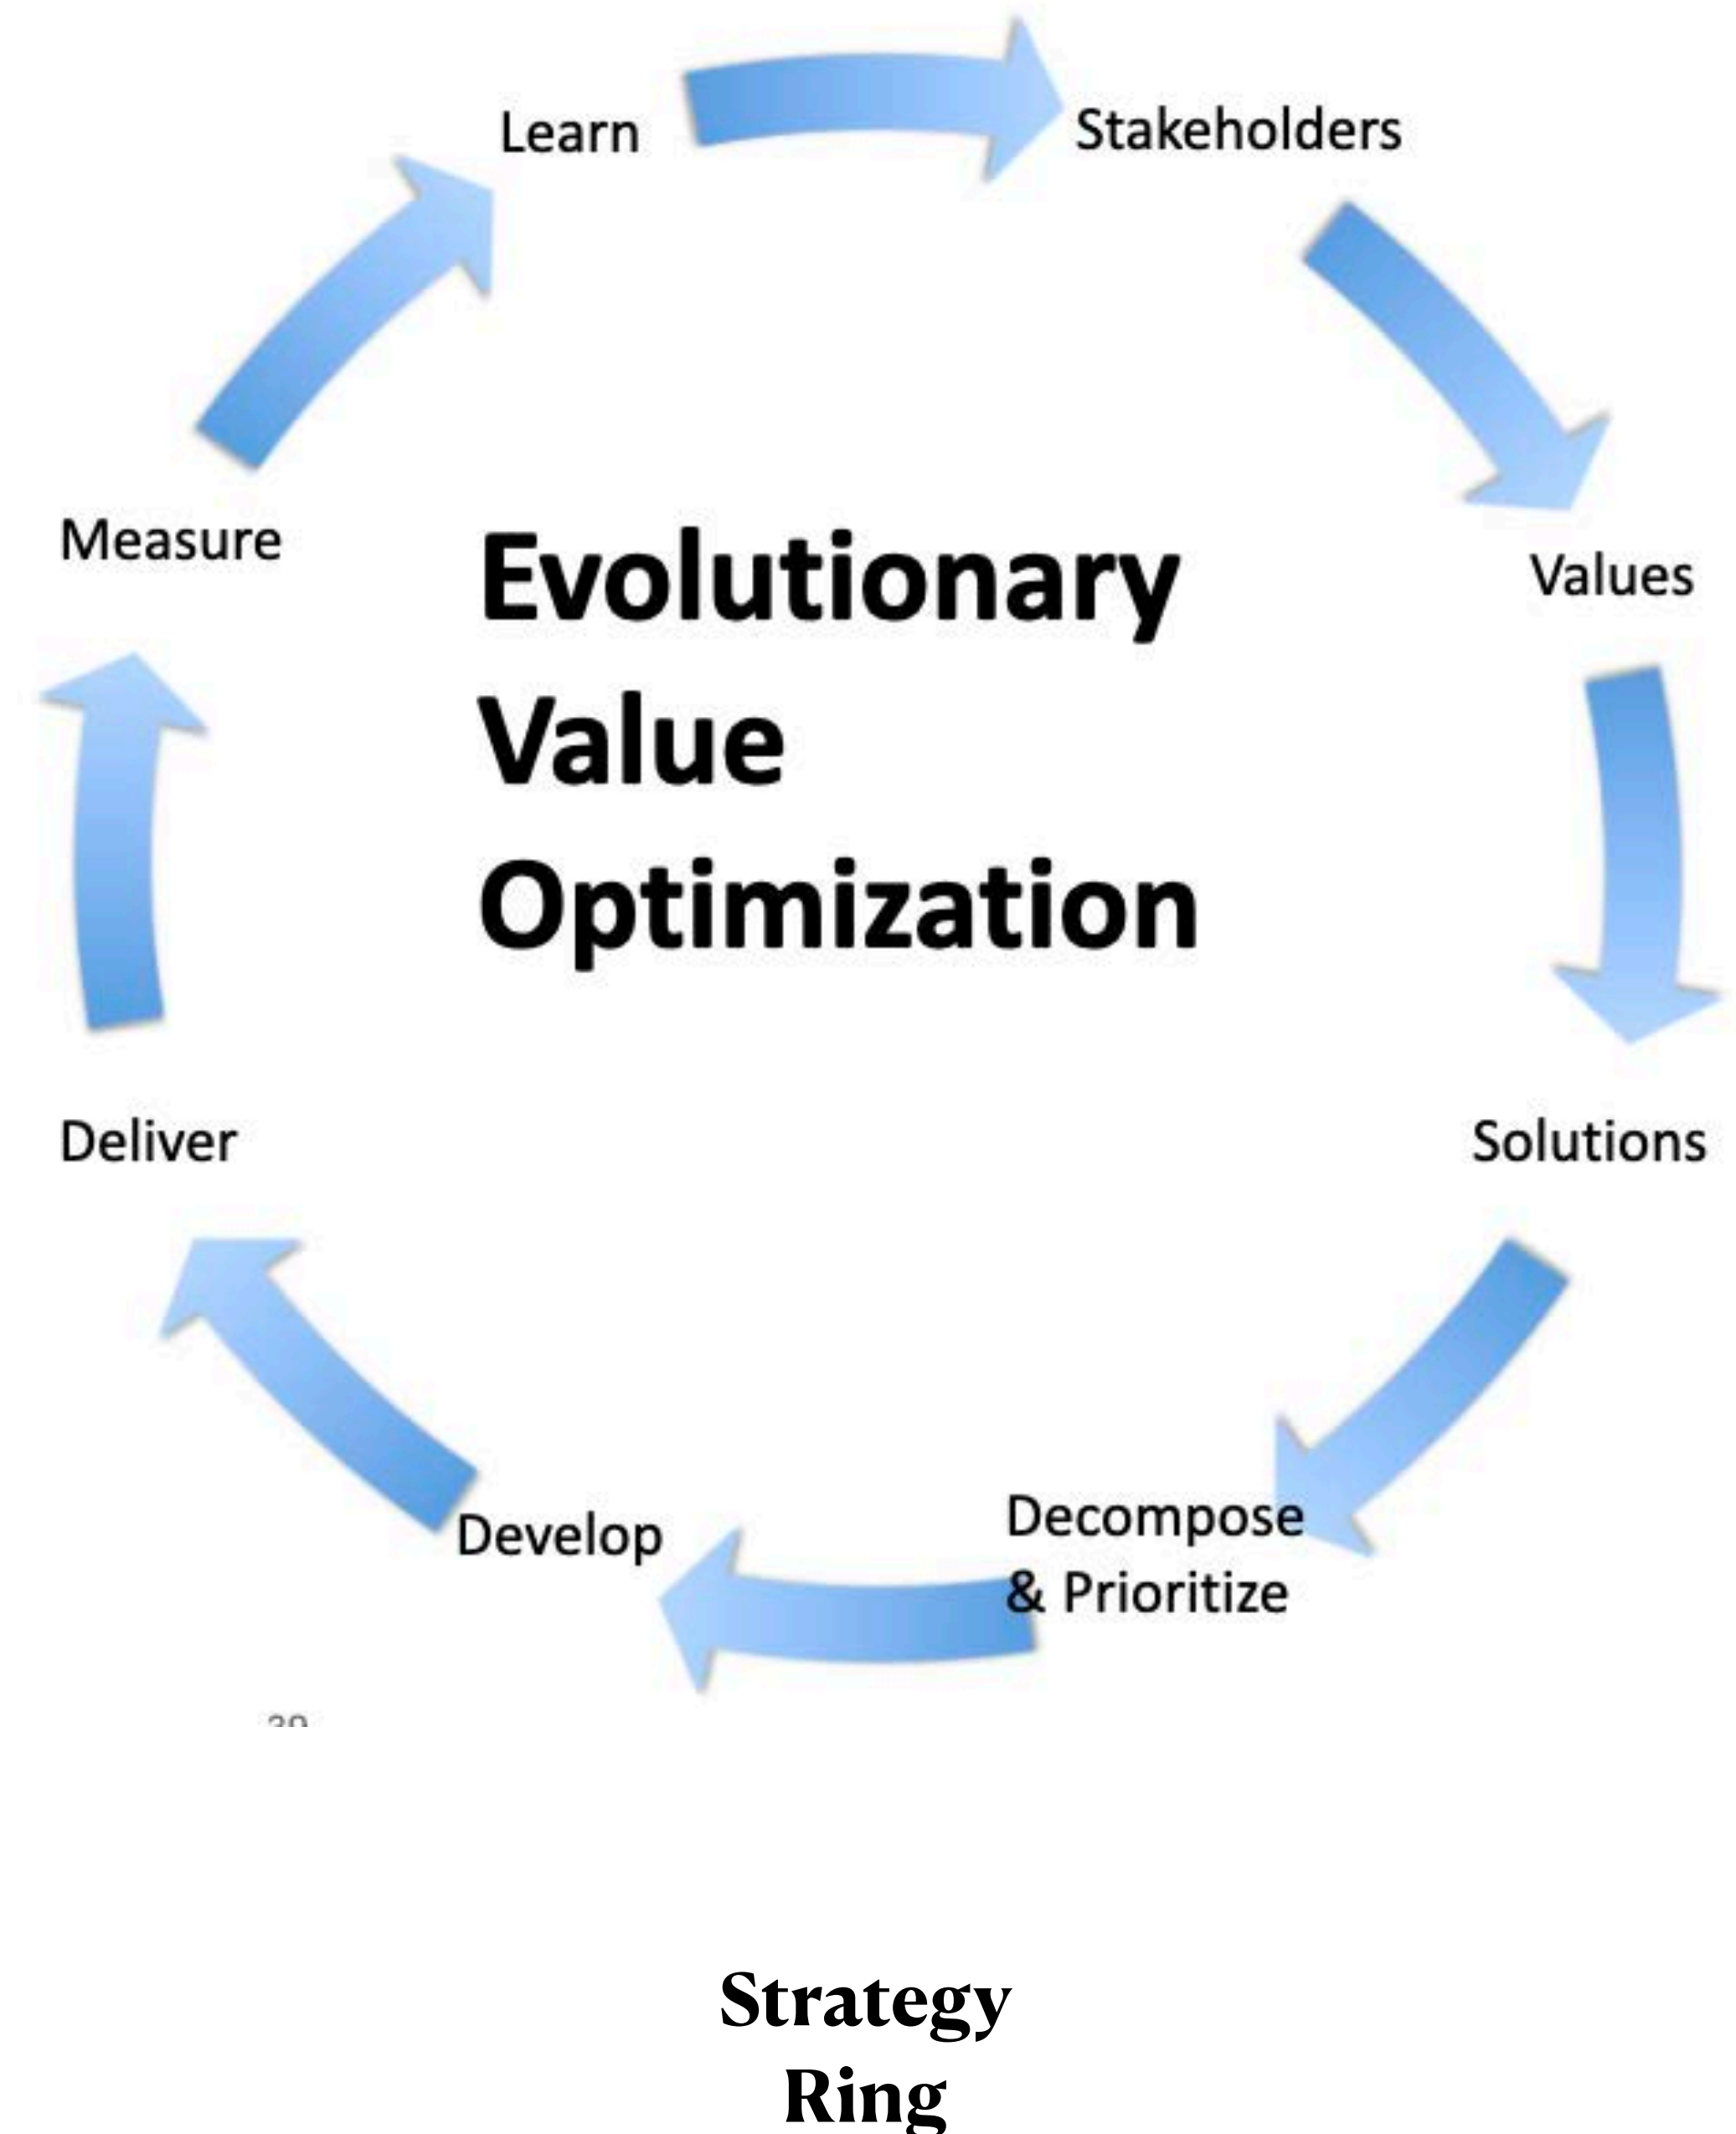 Learn
Stakeholders
Measure
Values
Evolutionary
Value
Optimization
Deliver
Solutions
Develop
Decompose
& Prioritize
Strategy
Ring